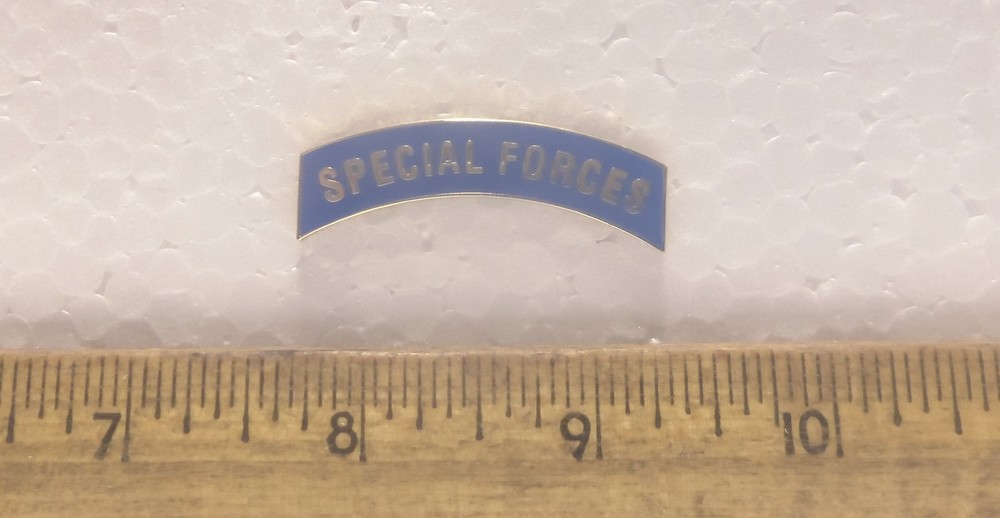 SPECIAL FORCES
7 8 9 10